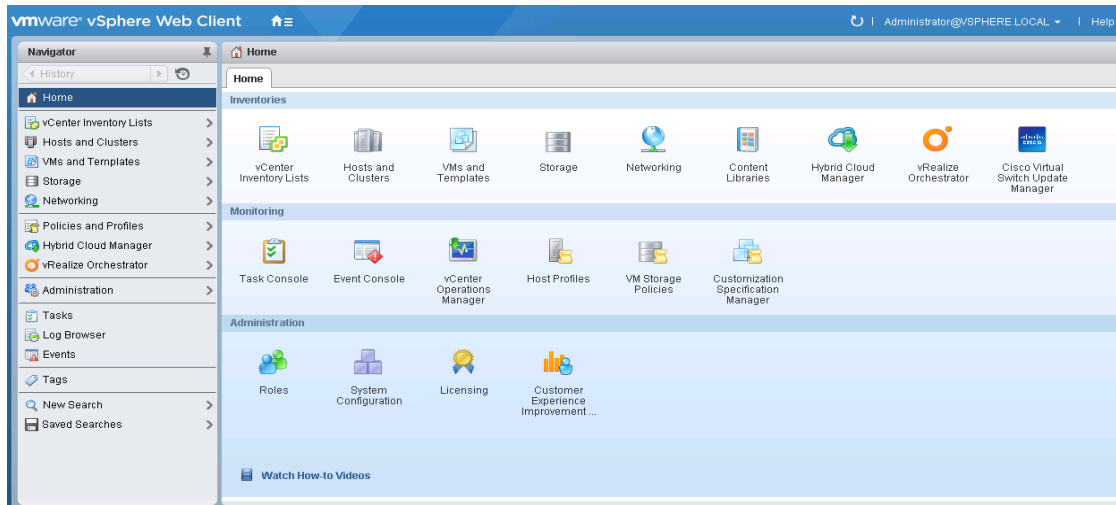 vmware® vSphere Web Client
Administrator@VSPHERE.LOCAL
Help
Navigator
History
Home
vCenter Inventory Lists
Hosts and Clusters
VMs and Templates
Storage
Networking
Policies and Profiles
Hybrid Cloud Manager
vRealize Orchestrator
Administration
Tasks
Log Browser
Events
Tags
New Search
Saved Searches
Home
Home
Inventories
vCenter
Inventory Lists
Hosts and
Clusters
VMs and
Templates
Storage
Networking
Content
Libraries
Hybrid Cloud
Manager
vRealize
Orchestrator
cisco
Cisco Virtual
Switch Update
Manager
Monitoring
Task Console
Event Console
vCenter
Operations
Manager
Host Profiles
VM Storage
Policies
Customization
Specification
Manager
Administration
Roles
System
Configuration
Licensing
Customer
Experience
Improvement ...
Watch How-to Videos